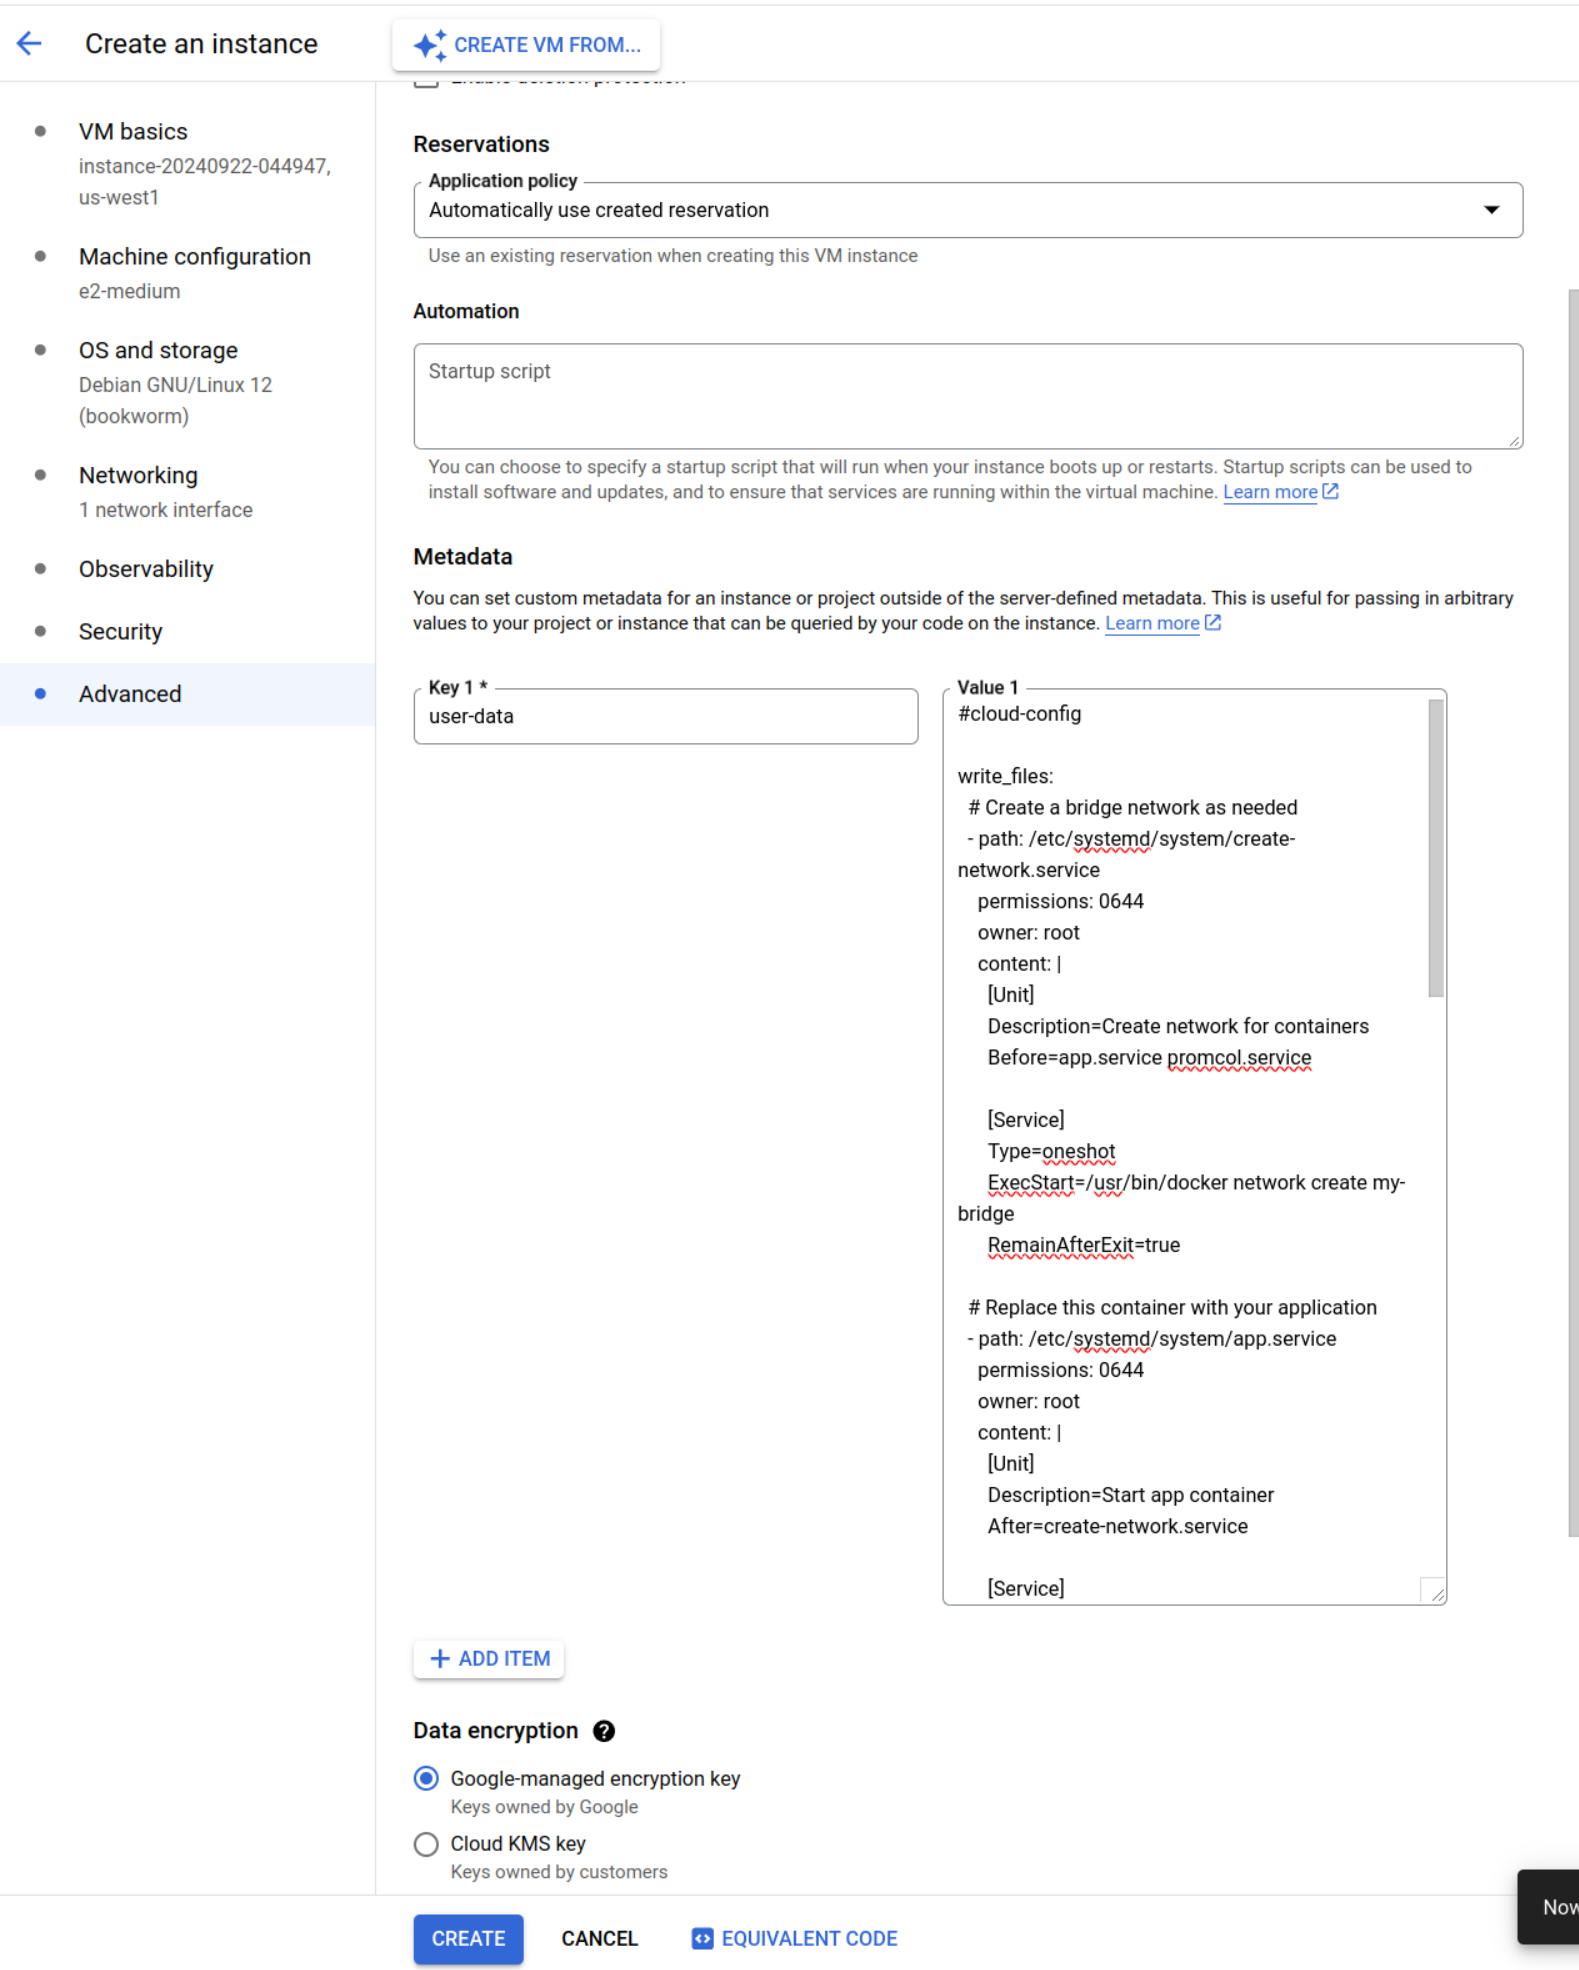 Create an instance
CREATE VM FROM...
Enable deletion protection
VM basics
instance-20240922-044947,
us-west1
Machine configuration
e2-medium
OS and storage
Debian GNU/Linux 12
(bookworm)
Networking
1 network interface
Observability
Security
Advanced
Reservations
Application policy
Automatically use created reservation
Use an existing reservation when creating this VM instance
Automation
Startup script
You can choose to specify a startup script that will run when your instance boots up or restarts. Startup scripts can be used to
install software and updates, and to ensure that services are running within the virtual machine. Learn more
Metadata
You can set custom metadata for an instance or project outside of the server-defined metadata. This is useful for passing in arbitrary
values to your project or instance that can be queried by your code on the instance. Learn more
Key 1 *
user-data
Value 1
#cloud-config
write_files:
# Create a bridge network as needed
- path: /etc/systemd/system/create-
network.service
permissions: 0644
owner: root
content: |
[Unit]
Description=Create network for containers
Before=app.service promcol.service
[Service]
Type=oneshot
ExecStart=/usr/bin/docker network create my-
bridge
RemainAfterExit=true
# Replace this container with your application
- path: /etc/systemd/system/app.service
permissions: 0644
owner: root
content: |
[Unit]
Description=Start app container
After=create-network.service
[Service]
+ ADD ITEM
Data encryption
Google-managed encryption key
Keys owned by Google
Cloud KMS key
Keys owned by customers
Now
CREATE
CANCEL
EQUIVALENT CODE